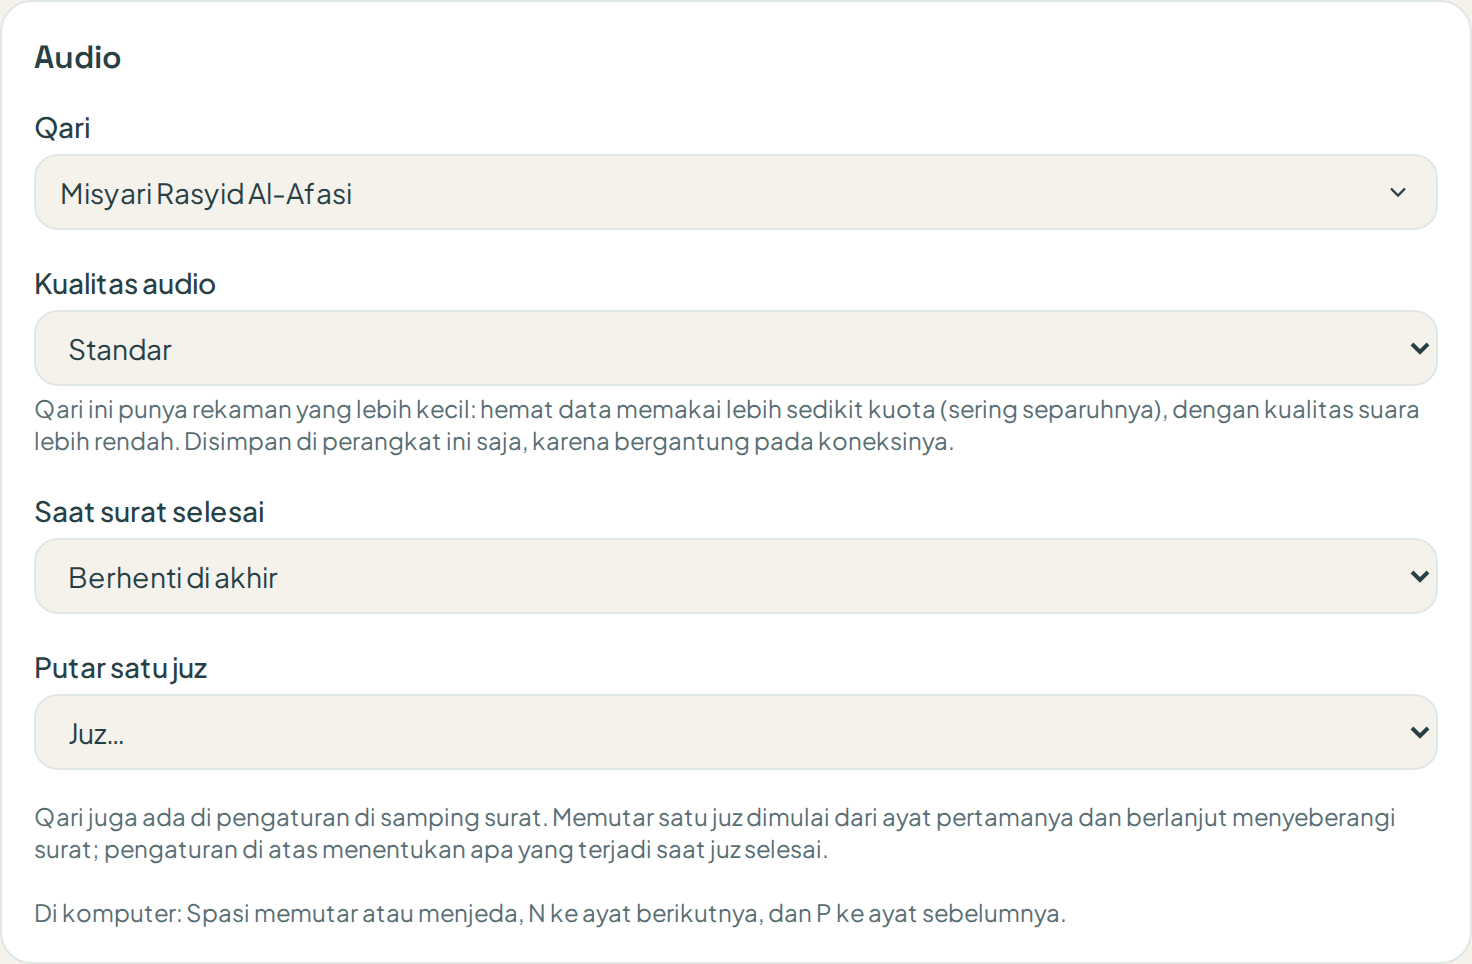 Audio
Qari
Misyari Rasyid Al-Afasi
Kualitas audio
Standar
Qari ini punya rekaman yang lebih kecil: hemat data memakai lebih sedikit kuota (sering separuhnya), dengan kualitas suara
lebih rendah. Disimpan di perangkat ini saja, karena bergantung pada koneksinya.
Saat surat selesai
Berhenti di akhir
Putar satu juz
Juz...
Qari juga ada di pengaturan di samping surat. Memutar satu juz dimulai dari ayat pertamanya dan berlanjut menyeberangi
surat; pengaturan di atas menentukan apa yang terjadi saat juz selesai.
Di komputer: Spasi memutar atau menjeda, N ke ayat berikutnya, dan P ke ayat sebelumnya.